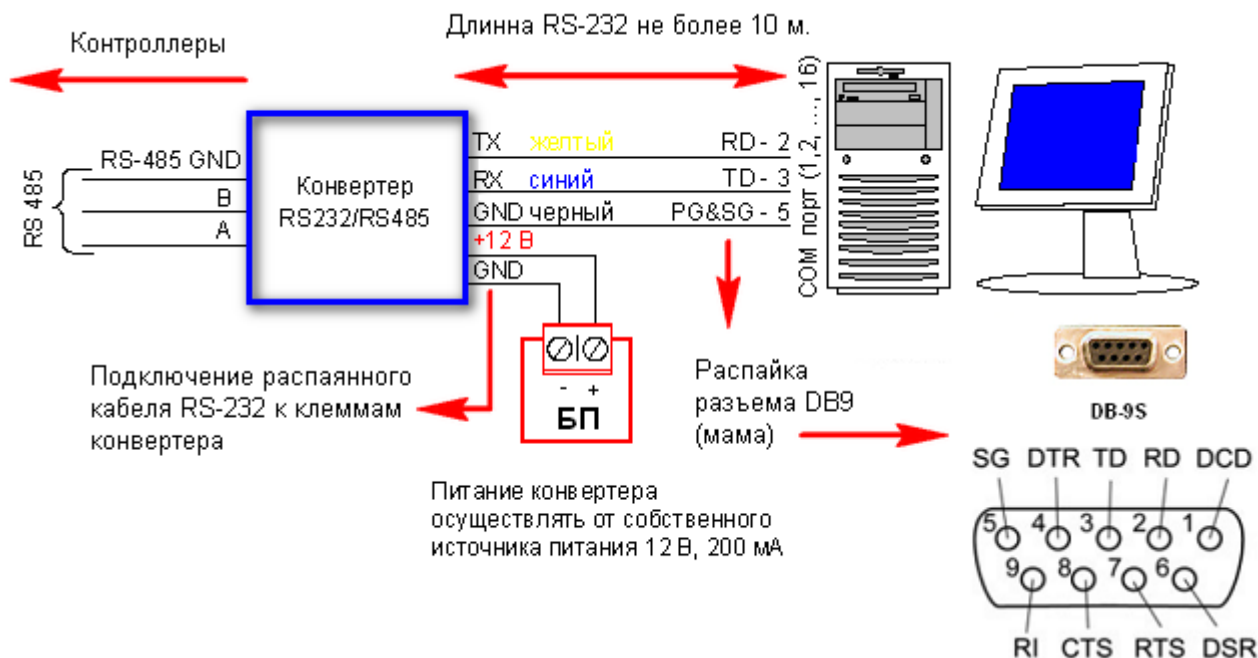 Длинна RS-232 не более 10 м.
Контроллеры
RS 485
RS-485 GND
B
A
Конвертер
RS232/RS485
TX желтый RD - 2
RX синий TD - 3
GND черный PG&SG - 5
+12 В
GND
COM порт (1,2, ..., 16)
- +
БП
Подключение распаянного
кабеля RS-232 к клеммам
конвертера
Распайка
разъема DB9
(мама)
Питание конвертера
осуществлять от собственного
источника питания 12 В, 200 мА
DB-9S
SG DTR TD RD DCD
5 4 3 2 1
9 8 7 6
RI CTS RTS DSR